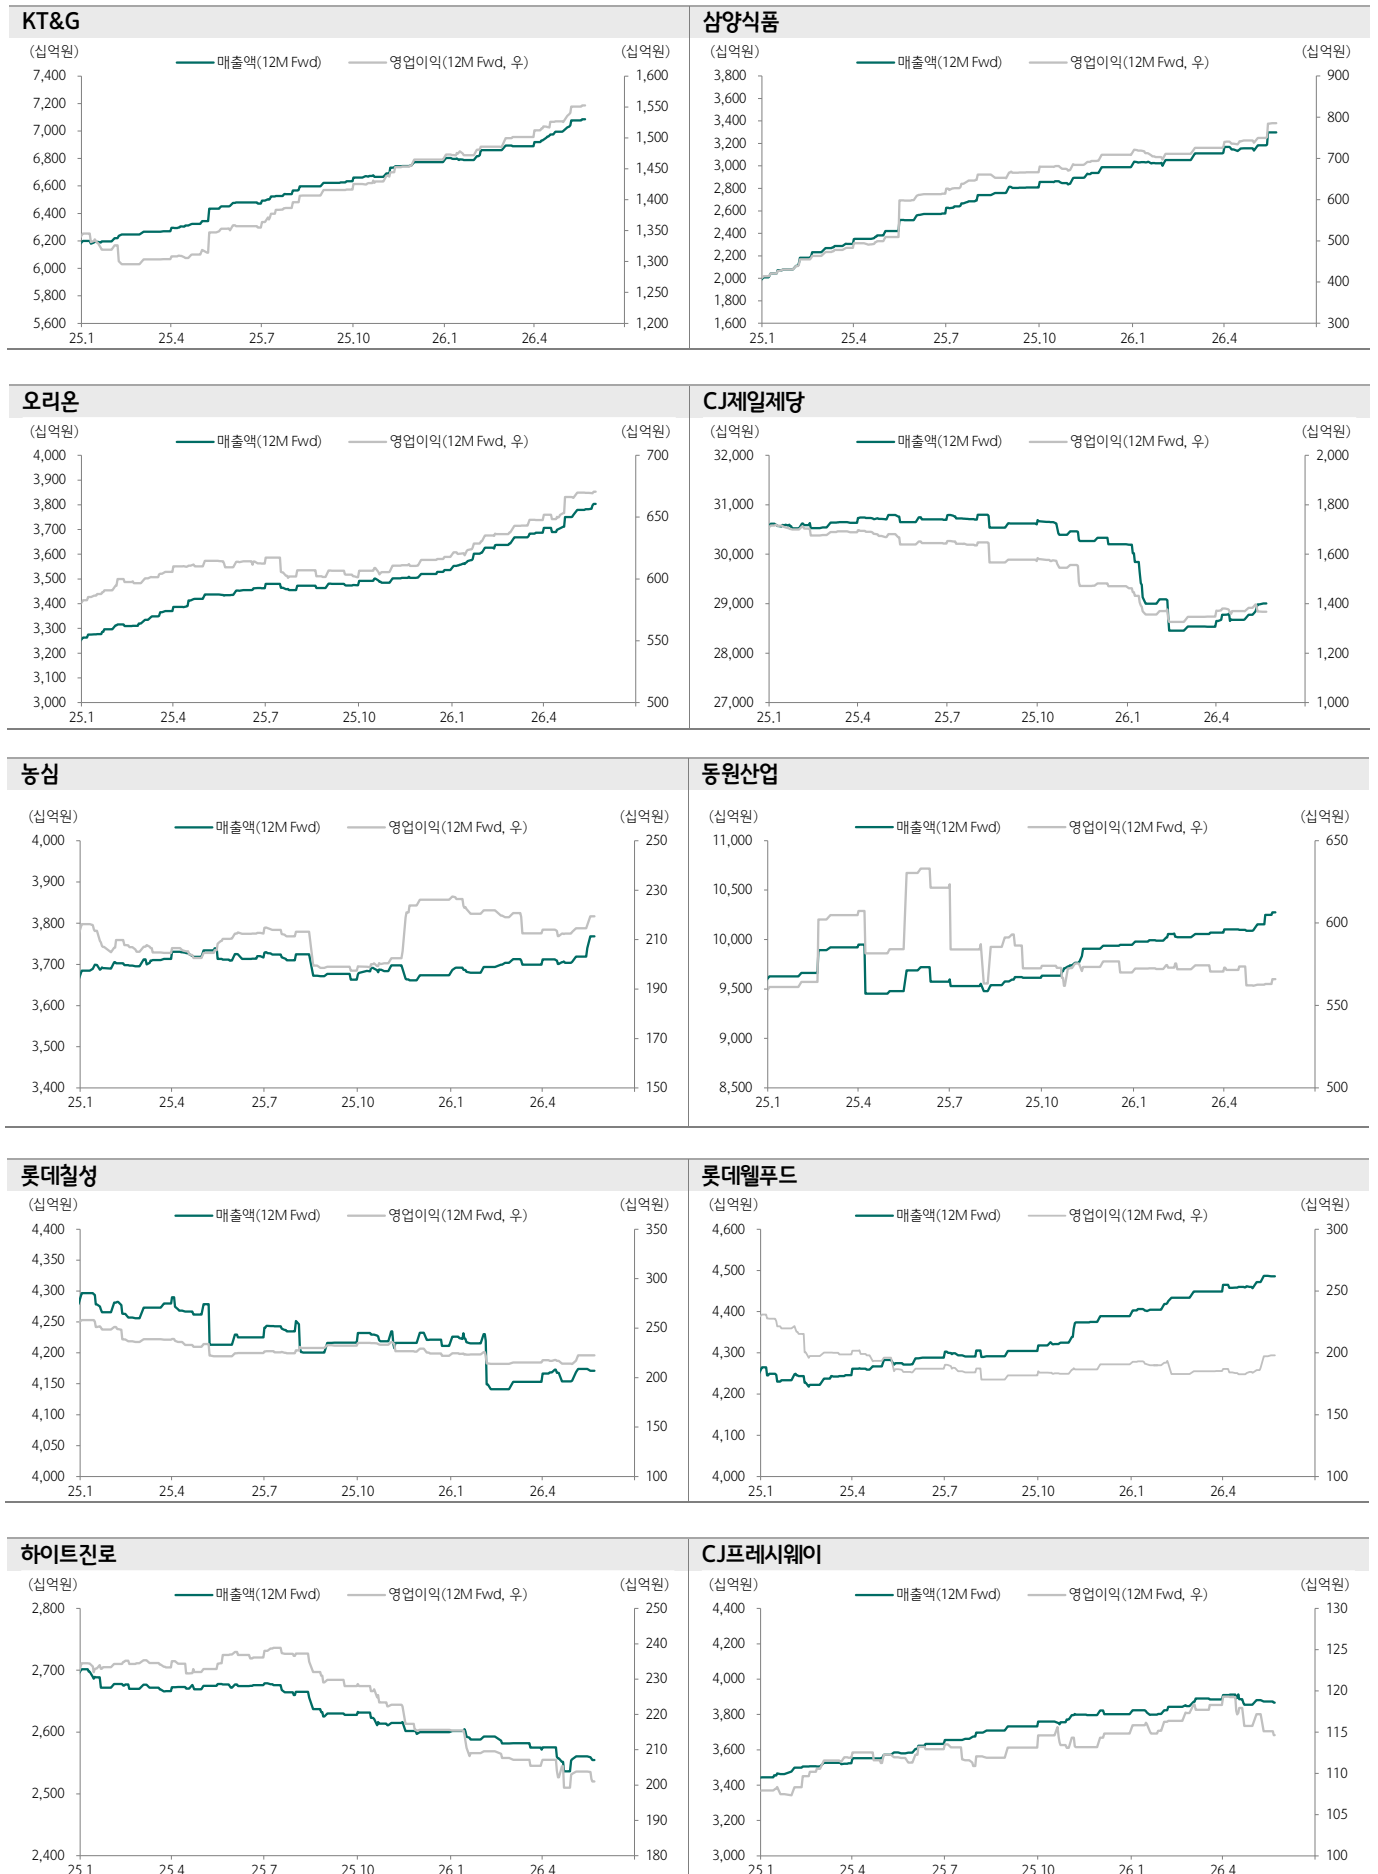 KT&G
삼양식품
(십억원)
(십억원)
(십억원)
(십억원)
매출액(12M Fwd)
영업이익(12M Fwd, 우)
매출액(12M Fwd)
영업이익(12M Fwd, 우)
7,400
7,200
7,000
6,800
6,600
6,400
6,200
6,000
5,800
5,600
1,600
1,550
1,500
1,450
1,400
1,350
1,300
1,250
1,200
25.1 25.4 25.7 25.10 26.1 26.4
3,800
3,600
3,400
3,200
3,000
2,800
2,600
2,400
2,200
2,000
1,800
1,600
900
800
700
600
500
400
300
25.1 25.4 25.7 25.10 26.1 26.4
오리온
CJ제일제당
(십억원)
(십억원)
(십억원)
(십억원)
매출액(12M Fwd)
영업이익(12M Fwd, 우)
매출액(12M Fwd)
영업이익(12M Fwd, 우)
4,000
3,900
3,800
3,700
3,600
3,500
3,400
3,300
3,200
3,100
3,000
700
650
600
550
500
25.1 25.4 25.7 25.10 26.1 26.4
32,000
31,000
30,000
29,000
28,000
27,000
2,000
1,800
1,600
1,400
1,200
1,000
25.1 25.4 25.7 25.10 26.1 26.4
농심
동원산업
(십억원)
(십억원)
(십억원)
(십억원)
매출액(12M Fwd)
영업이익(12M Fwd, 우)
매출액(12M Fwd)
영업이익(12M Fwd, 우)
4,000
3,900
3,800
3,700
3,600
3,500
3,400
250
230
210
190
170
150
25.1 25.4 25.7 25.10 26.1 26.4
11,000
10,500
10,000
9,500
9,000
8,500
650
600
550
500
25.1 25.4 25.7 25.10 26.1 26.4
롯데칠성
롯데웰푸드
(십억원)
(십억원)
(십억원)
(십억원)
매출액(12M Fwd)
영업이익(12M Fwd, 우)
매출액(12M Fwd)
영업이익(12M Fwd, 우)
4,400
4,350
4,300
4,250
4,200
4,150
4,100
4,050
4,000
350
300
250
200
150
100
25.1 25.4 25.7 25.10 26.1 26.4
4,600
4,500
4,400
4,300
4,200
4,100
4,000
300
250
200
150
100
25.1 25.4 25.7 25.10 26.1 26.4
하이트진로
CJ프레시웨이
(십억원)
(십억원)
(십억원)
(십억원)
매출액(12M Fwd)
영업이익(12M Fwd, 우)
매출액(12M Fwd)
영업이익(12M Fwd, 우)
2,800
2,700
2,600
2,500
2,400
250
240
230
220
210
200
190
180
25.1 25.4 25.7 25.10 26.1 26.4
4,400
4,200
4,000
3,800
3,600
3,400
3,200
3,000
130
125
120
115
110
105
100
25.1 25.4 25.7 25.10 26.1 26.4